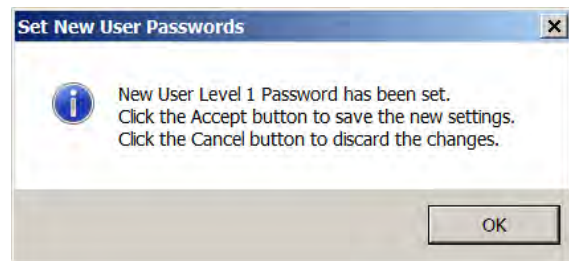 Set New User Passwords
New User Level 1 Password has been set.
Click the Accept button to save the new settings.
Click the Cancel button to discard the changes.
OK